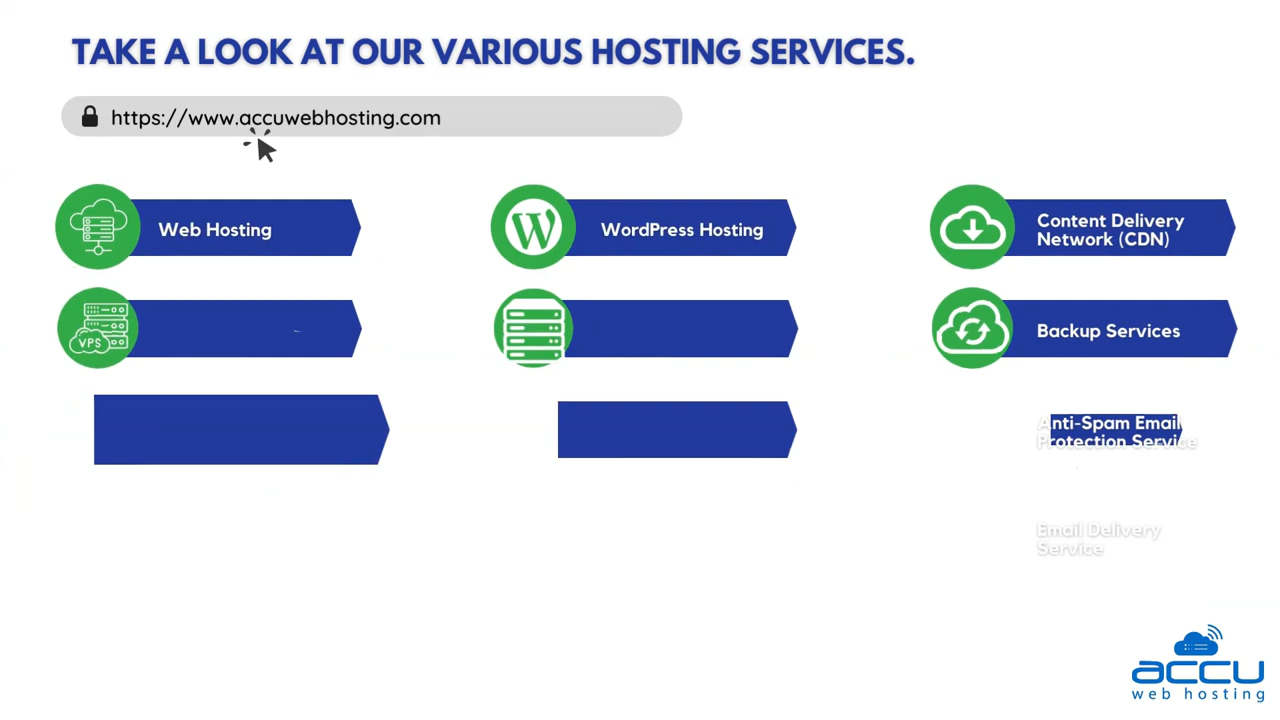 TAKE A LOOK AT OUR VARIOUS HOSTING SERVICES.
https://www.accuwebhosting.com
Web Hosting
WordPress Hosting
Content Delivery
Network (CDN)
VPS
Backup Services
Anti-Spam Email
Protection Service
Email Delivery
Service
accu
web hosting